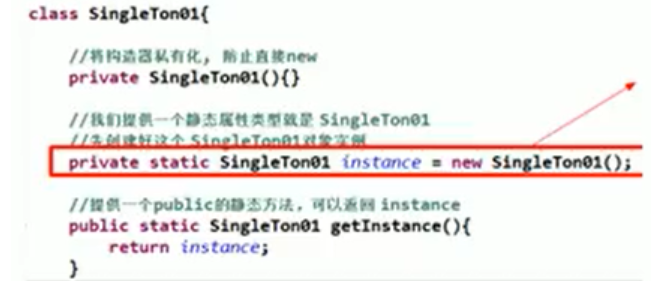 class SingleTon01{
//将构造器私有化, 防止直接new
private SingleTon01(){}
//我们提供一个静态属性类型就是 SingleTon01
//先创建好这个 SingleTon01对象实例
private static SingleTon01 instance = new SingleTon01();
//提供一个public的静态方法，可以返回 instance
public static SingleTon01 getInstance(){
return instance;
}